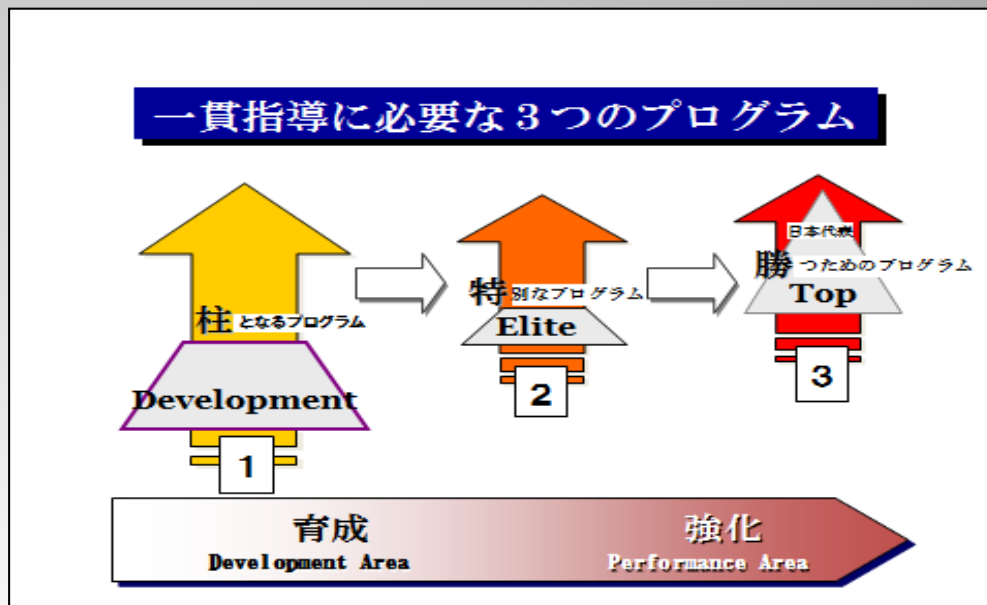 一貫指導に必要な３つのプログラム
柱となるプログラム
Development
1
特別なプログラム
Elite
2
日本代表
勝つためのプログラム
Top
3
育成
Development Area
強化
Performance Area